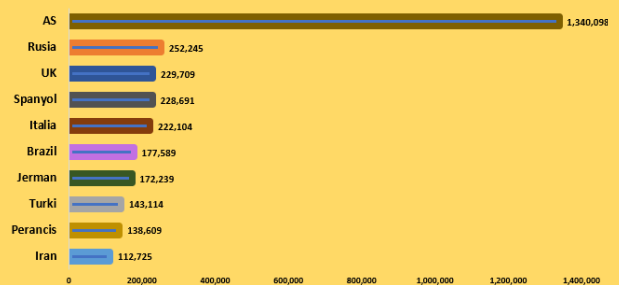 AS 1,340,098
Rusia 252,245
UK 229,709
Spanyol 228,691
Italia 222,104
Brazil 177,589
Jerman 172,239
Turki 143,114
Perancis 138,609
Iran 112,725
0 200,000 400,000 600,000 800,000 1,000,000 1,200,000 1,400,000